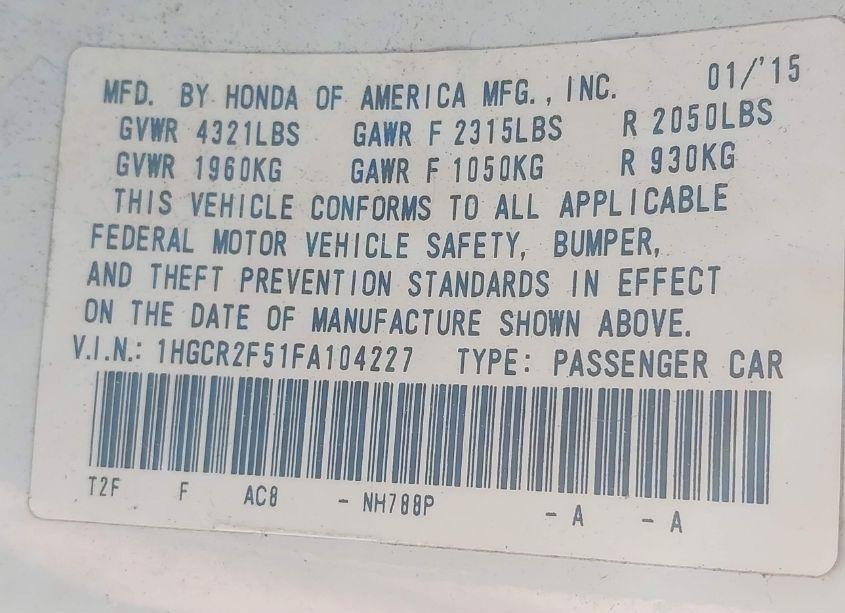 MFD. BY HONDA OF AMERICA MFG., INC. 01/'15
GVWR 4321LBS GAWR F 2315LBS R 2050LBS
GVWR 1960KG GAWR F 1050KG R 930KG
THIS VEHICLE CONFORMS TO ALL APPLICABLE
FEDERAL MOTOR VEHICLE SAFETY, BUMPER,
AND THEFT PREVENTION STANDARDS IN EFFECT
ON THE DATE OF MANUFACTURE SHOWN ABOVE.
V.I.N.: 1HGCR2F51FA104227 TYPE: PASSENGER CAR
T2F F AC8 - NH788P - A - A